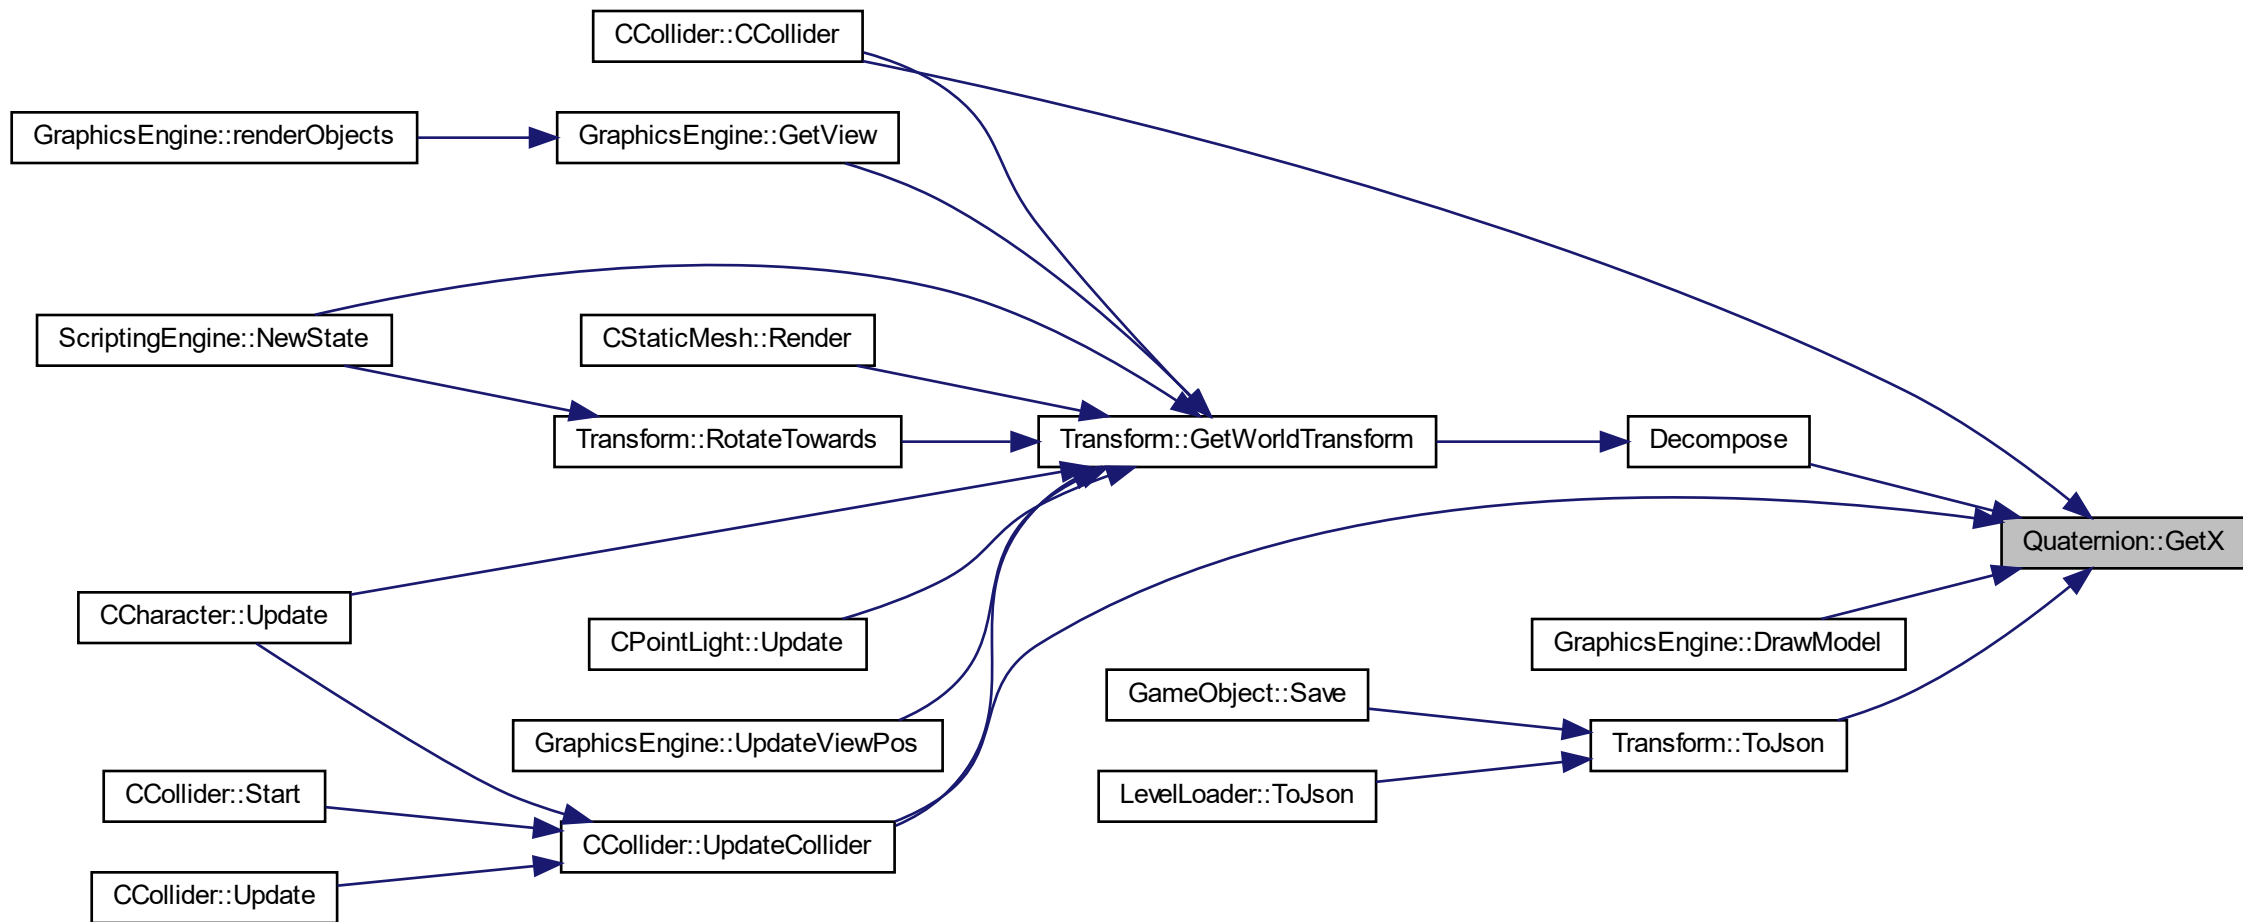 CCollider::CCollider
GraphicsEngine::renderObjects
GraphicsEngine::GetView
ScriptingEngine::NewState
CStaticMesh::Render
Transform::RotateTowards
Transform::GetWorldTransform
Decompose
Quaternion::GetX
CCharacter::Update
CPointLight::Update
GraphicsEngine::DrawModel
GameObject::Save
GraphicsEngine::UpdateViewPos
Transform::ToJson
CCollider::Start
LevelLoader::ToJson
CCollider::UpdateCollider
CCollider::Update